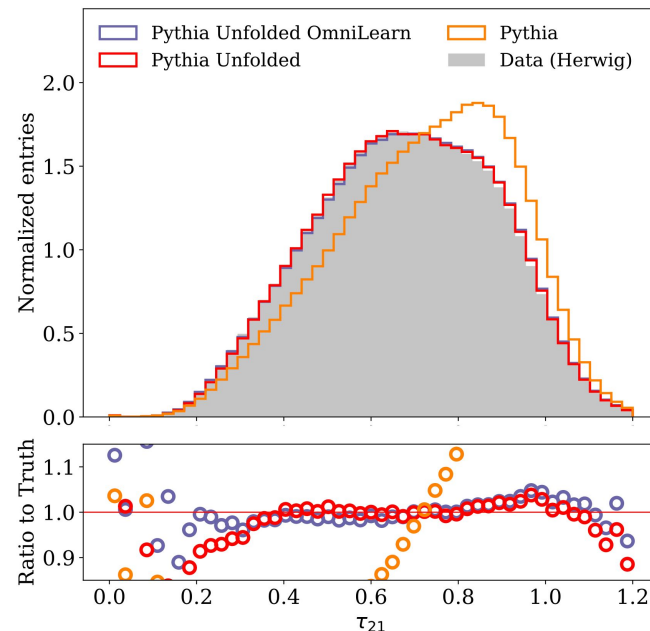 Pythia Unfolded OmniLearn
Pythia Unfolded
Pythia
Data (Herwig)
Normalized entries
2.0
1.5
1.0
0.5
0.0
Ratio to Truth
1.1
1.0
0.9
0.0 0.2 0.4 0.6 0.8 1.0 1.2
τ21